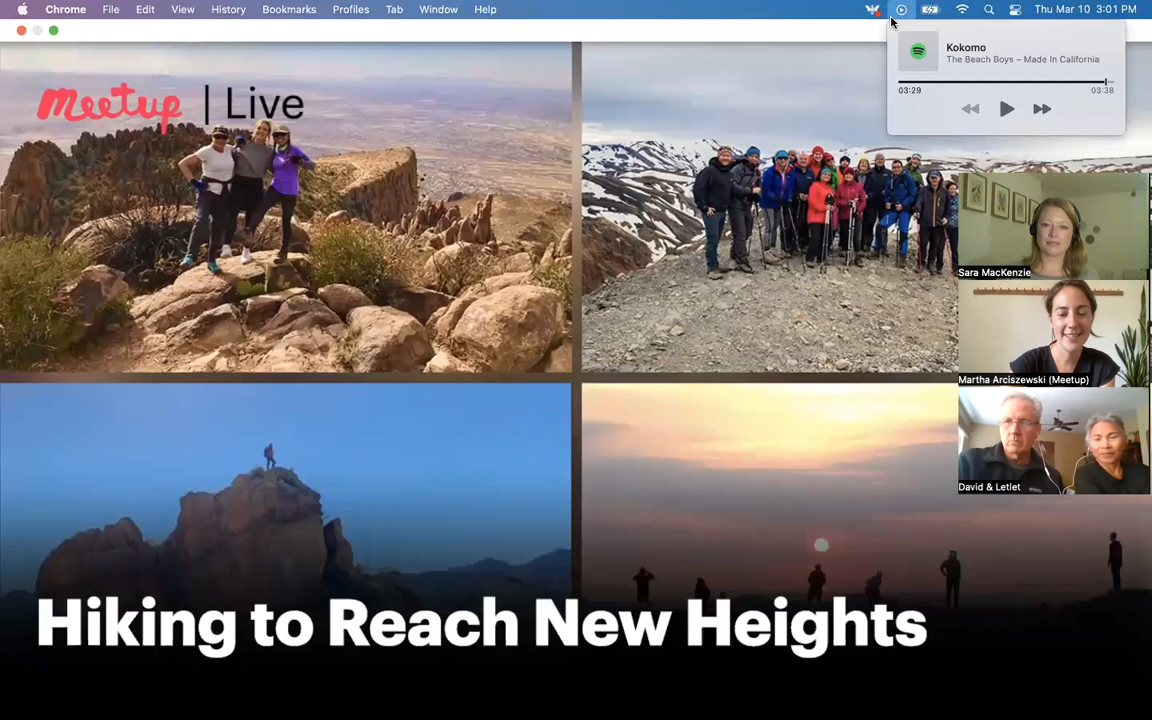 Chrome File Edit View History Bookmarks Profiles Tab Window Help Thu Mar 10 3:01 PM
Kokomo
The Beach Boys – Made In California
03:29 03:38
meetup | Live
Sara MacKenzie
Martha Arciszewski (Meetup)
David & Letlet
Hiking to Reach New Heights